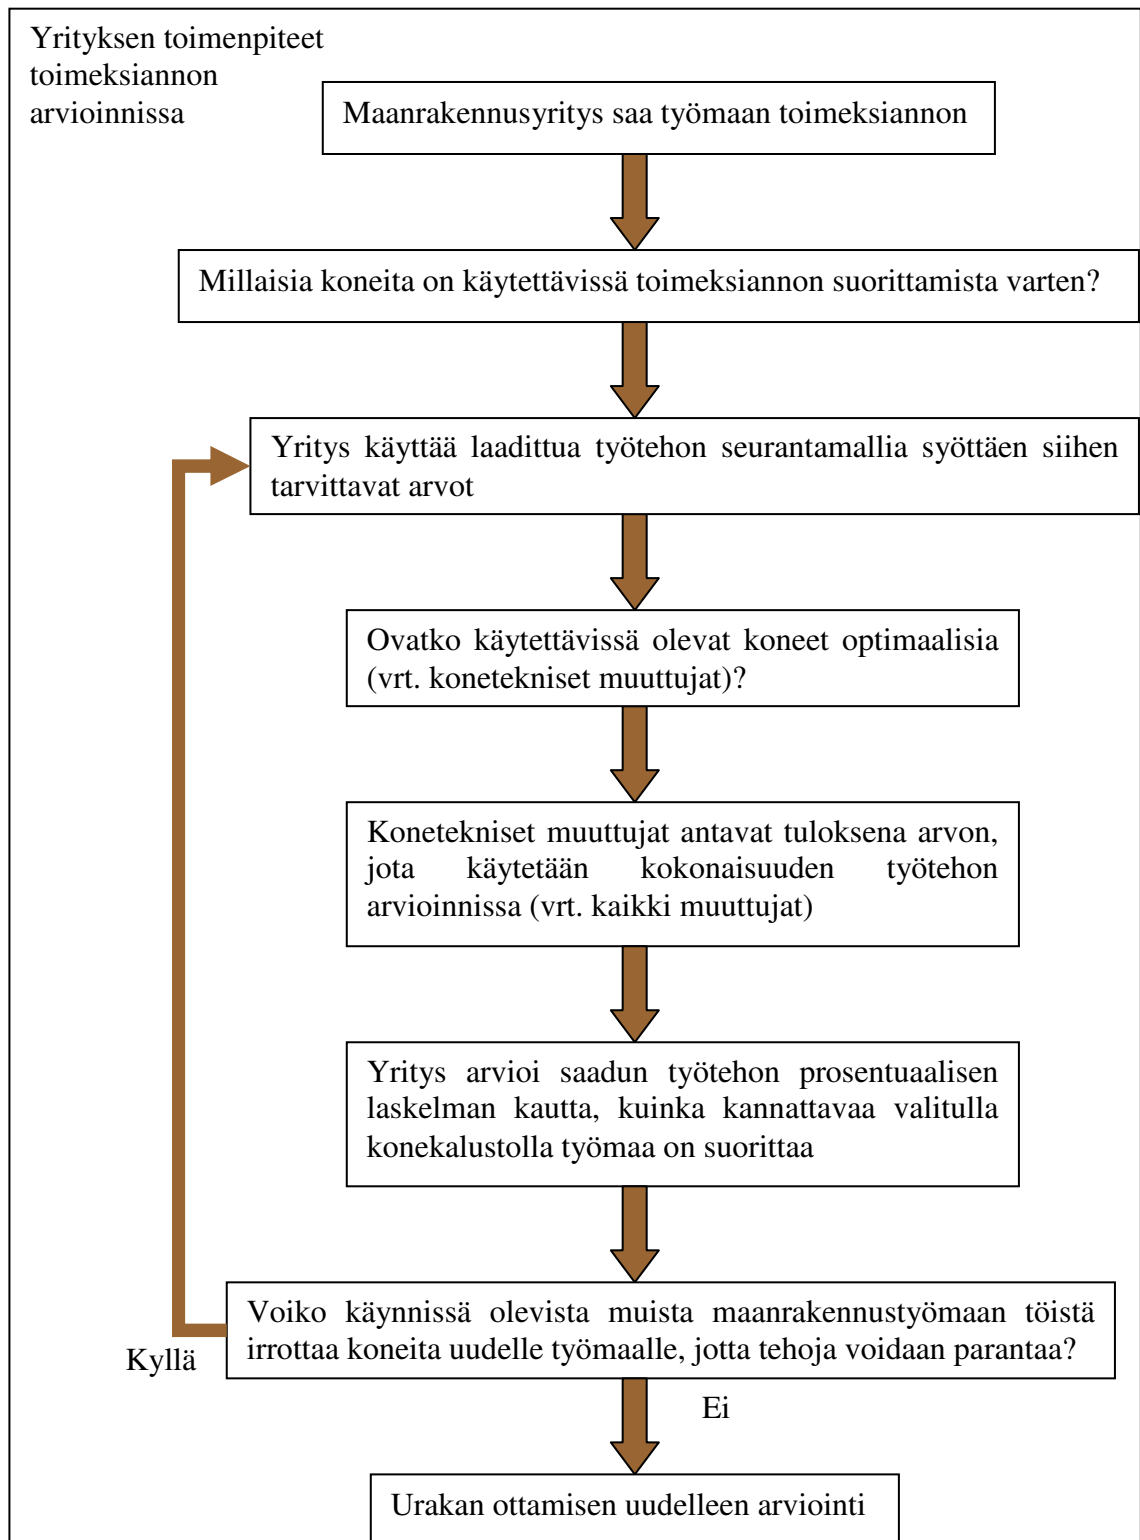 Yrityksen toimenpiteet
toimeksiannon
arvioinnissa
Maanrakennusyritys saa työmaan toimeksiannon
Millaisia koneita on käytettävissä toimeksiannon suorittamista varten?
Yritys käyttää laadittua työtehon seurantamallia syöttäen siihen
tarvittavat arvot
Ovatko käytettävissä olevat koneet optimaalisia
(vrt. konetekniset muuttujat)?
Konetekniset muuttujat antavat tuloksena arvon,
jota käytetään kokonaisuuden työtehon
arvioinnissa (vrt. kaikki muuttujat)
Yritys arvioi saadun työtehon prosentuaalisen
laskelman kautta, kuinka kannattavaa valitulla
konekalustolla työmaa on suorittaa
Voiko käynnissä olevista muista maanrakennustyömaan töistä
irrottaa koneita uudelle työmaalle, jotta tehoja voidaan parantaa?
Kyllä
Ei
Urakan ottamisen uudelleen arviointi